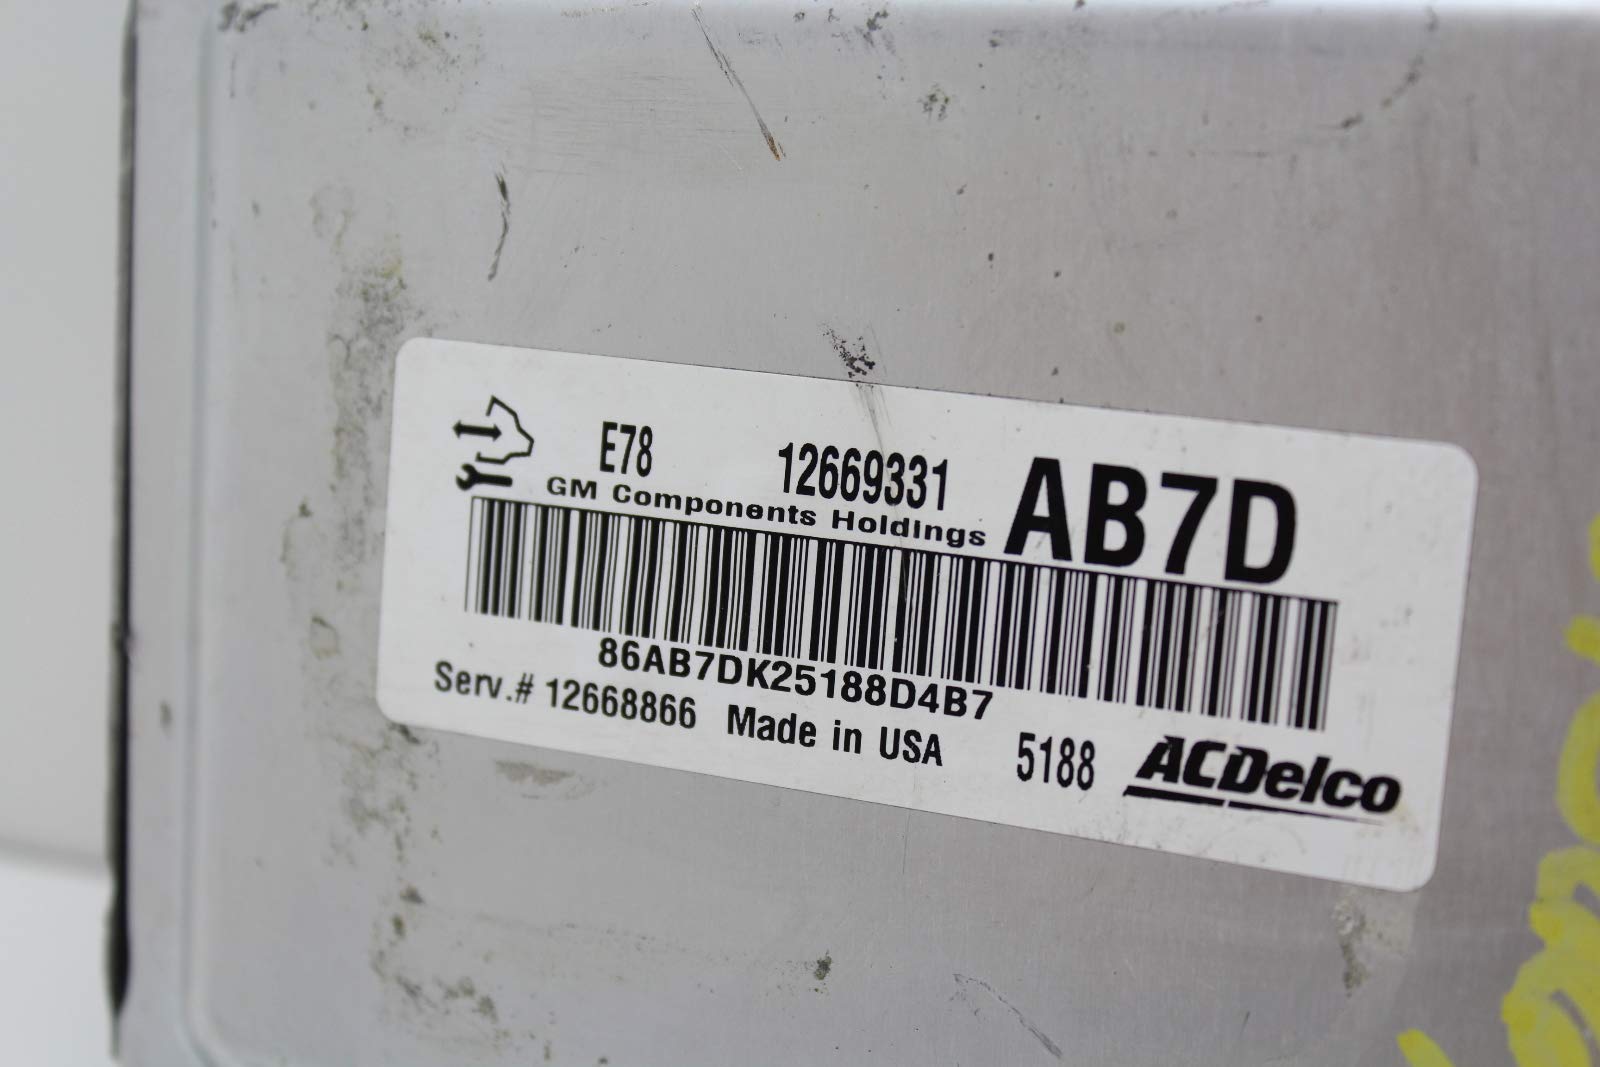 E78 12669331 AB7D
GM Components Holdings
86AB7DK25188D4B7
Serv.# 12668866 Made in USA 5188 ACDelco